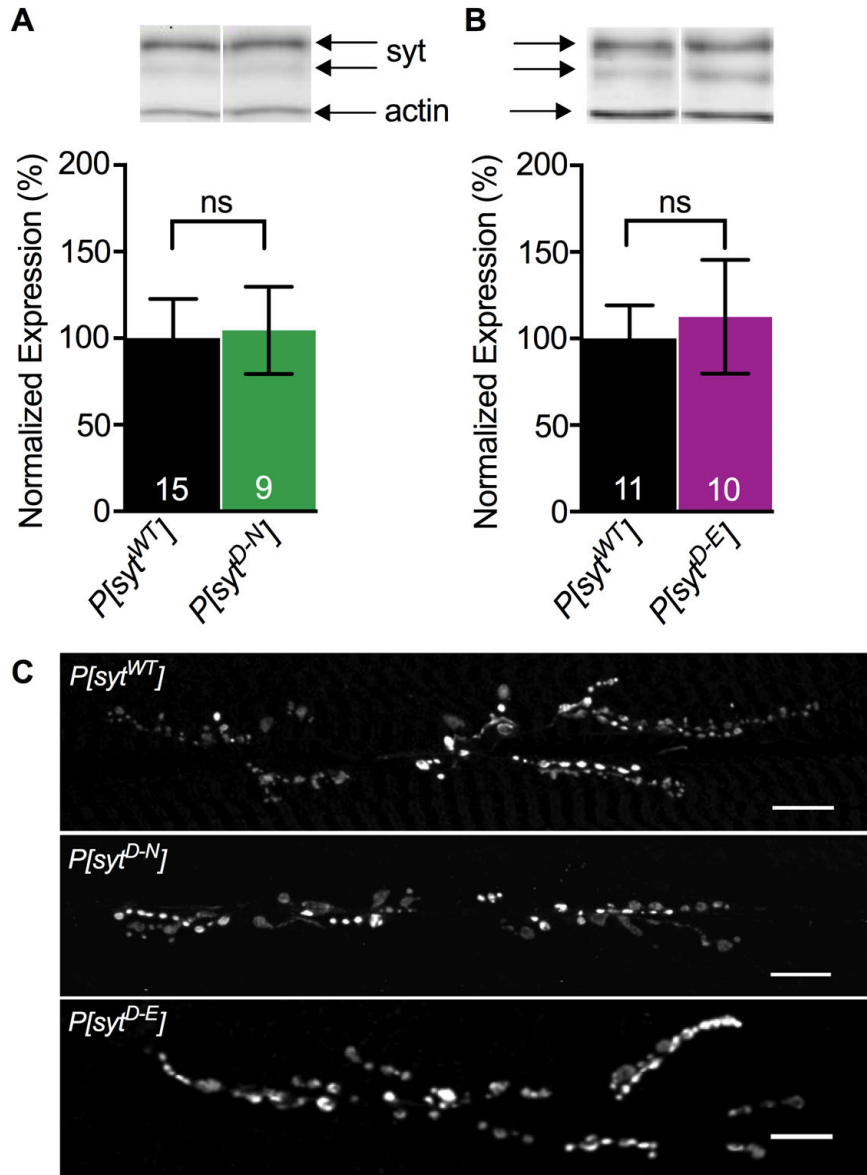 A
B
syt
actin
Normalized Expression (%)
200
150
100
50
0
ns
15
9
P[syt^WT]
P[syt^D-N]
Normalized Expression (%)
200
150
100
50
0
ns
11
10
P[syt^WT]
P[syt^D-E]
C
P[syt^WT]
P[syt^D-N]
P[syt^D-E]